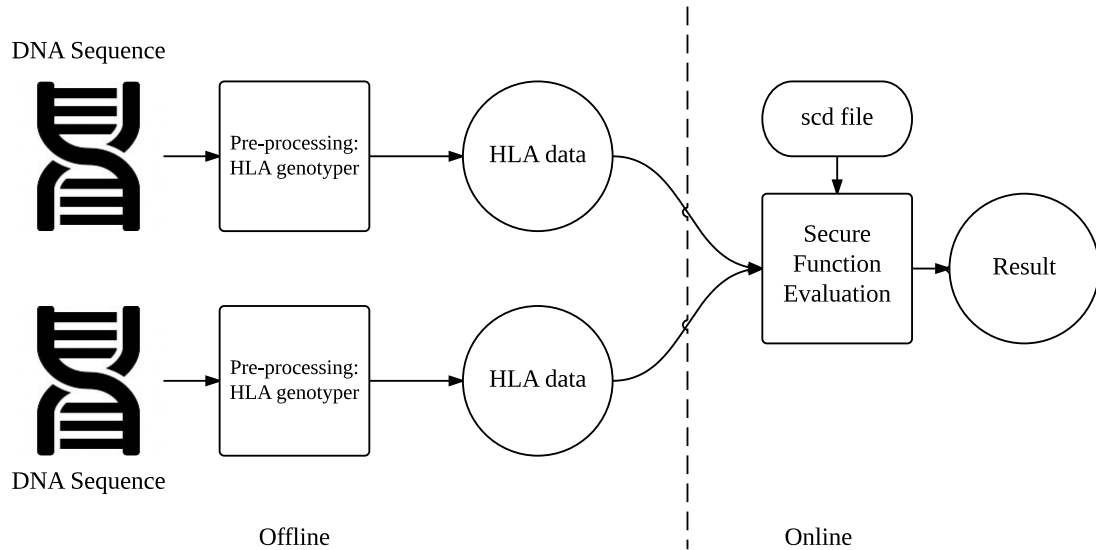 DNA Sequence
Pre-processing:
HLA genotyper
HLA data
scd file
Secure
Function
Evaluation
Result
Pre-processing:
HLA genotyper
HLA data
DNA Sequence
Offline
Online